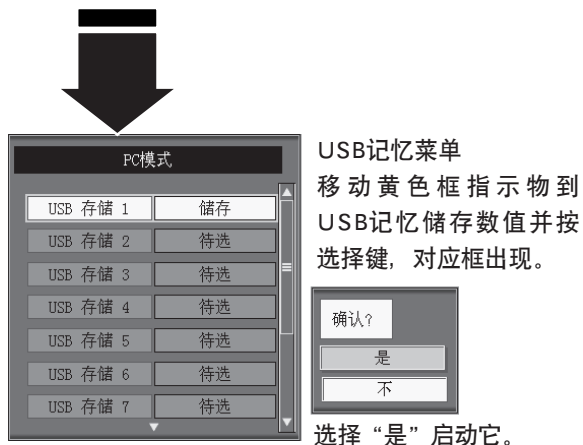 PC模式
USB 存储 1 储存
USB 存储 2 待选
USB 存储 3 待选
USB 存储 4 待选
USB 存储 5 待选
USB 存储 6 待选
USB 存储 7 待选
USB记忆菜单
移动黄色框指示物到
USB记忆储存数值并按
选择键，对应框出现。
确认?
是
不
选择“是”启动它。